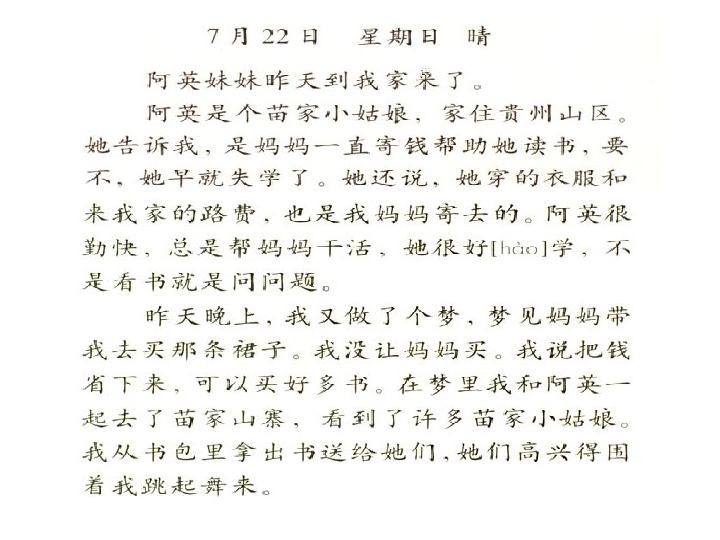 7月22日 星期日 晴
阿英妹妹昨天到我家来了。
阿英是个苗家小姑娘，家住贵州山区。
她告诉我，是妈妈一直寄钱帮助她读书，要
不，她早就失学了。她还说，她穿的衣服和
来我家的路费，也是我妈妈寄去的。阿英很
勤快，总是帮妈妈干活，她很好[hào]学，不
是看书就是问问题。
昨天晚上，我又做了个梦，梦见妈妈带
我去买那条裙子。我没让妈妈买。我说把钱
省下来，可以买好多书。在梦里我和阿英一
起去了苗家山寨，看到了许多苗家小姑娘。
我从书包里拿出书送给她们，她们高兴得围
着我跳起舞来。